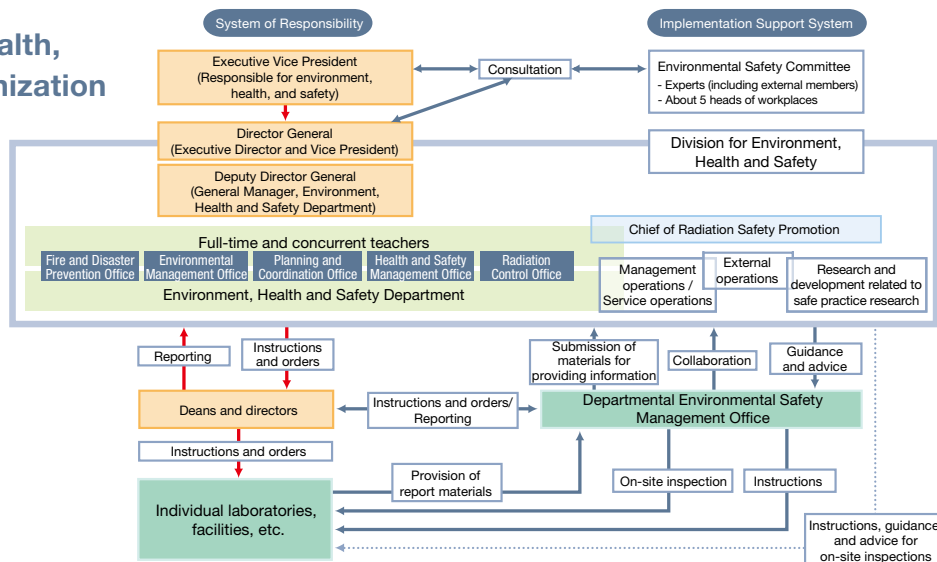 alth,
nization
System of Responsibility
Implementation Support System
Executive Vice President
(Responsible for environment,
health, and safety)
Consultation
Environmental Safety Committee
- Experts (including external members)
- About 5 heads of workplaces
Director General
(Executive Director and Vice President)
Division for Environment,
Health and Safety
Deputy Director General
(General Manager, Environment,
Health and Safety Department)
Chief of Radiation Safety Promotion
Full-time and concurrent teachers
Fire and Disaster
Prevention Office
Environmental
Management Office
Planning and
Coordination Office
Health and Safety
Management Office
Radiation
Control Office
Environment, Health and Safety Department
Management
operations /
Service operations
External
operations
Research and
development related to
safe practice research
Reporting
Instructions
and orders
Submission of
materials for
providing information
Collaboration
Guidance
and advice
Deans and directors
Instructions and orders/
Reporting
Departmental Environmental Safety
Management Office
Instructions and orders
Provision of
report materials
On-site inspection
Instructions
Individual laboratories,
facilities, etc.
Instructions, guidance
and advice for
on-site inspections